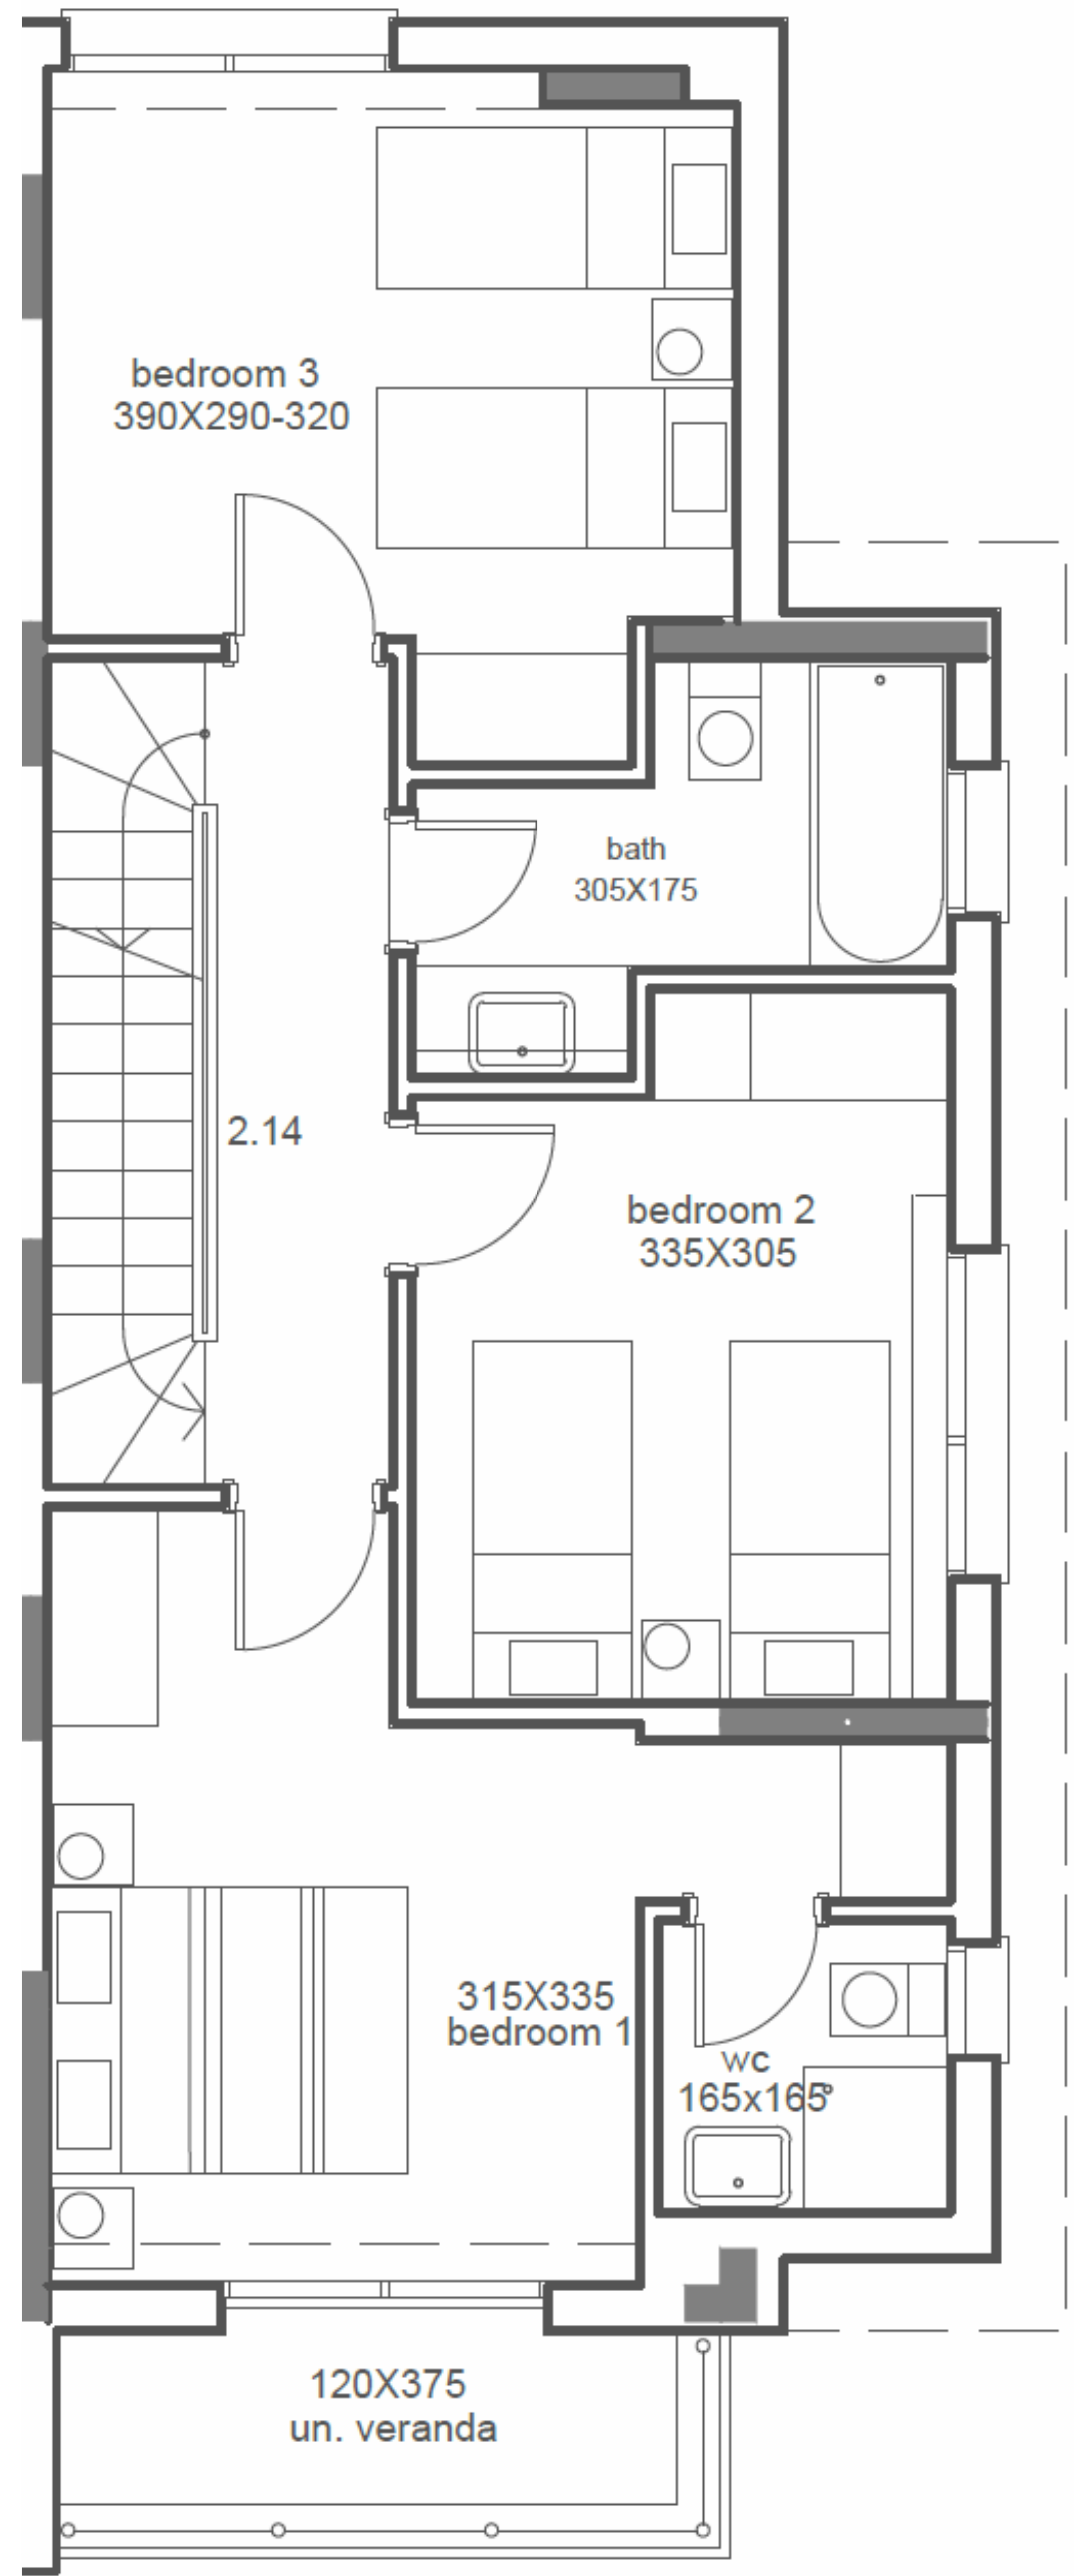 bedroom 3
390X290-320
bath
305X175
2.14
bedroom 2
335X305
315X335
bedroom 1
wc
165x165
120X375
un. veranda